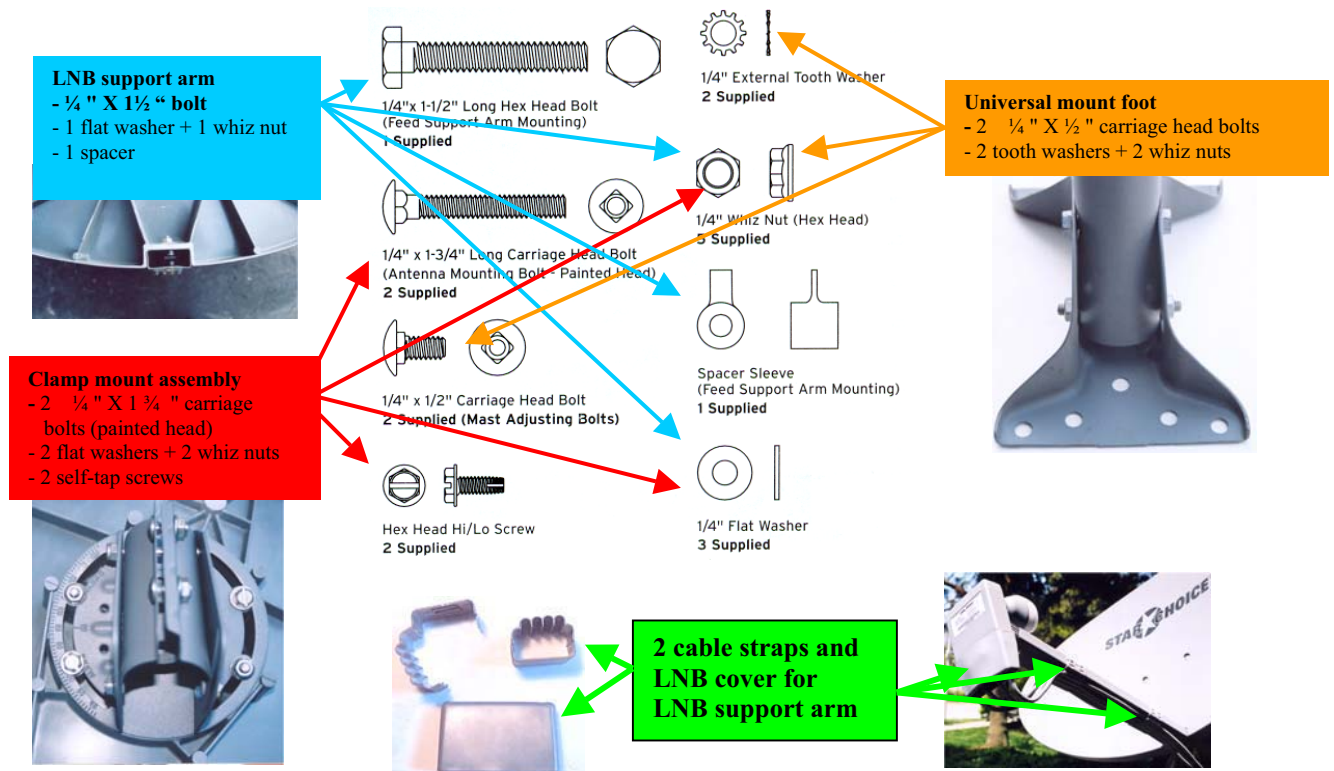 LNB support arm
- ¼ " X 1½ “ bolt
- 1 flat washer + 1 whiz nut
- 1 spacer
1/4"x 1-1/2" Long Hex Head Bolt
(Feed Support Arm Mounting)
1 Supplied
1/4" x 1-3/4" Long Carriage Head Bolt
(Antenna Mounting Bolt - Painted Head)
2 Supplied
1/4" x 1/2" Carriage Head Bolt
2 Supplied (Mast Adjusting Bolts)
Hex Head Hi/Lo Screw
2 Supplied
1/4" External Tooth Washer
2 Supplied
1/4" Whiz Nut (Hex Head)
5 Supplied
Spacer Sleeve
(Feed Support Arm Mounting)
1 Supplied
1/4" Flat Washer
3 Supplied
Universal mount foot
- 2 ¼ " X ½ " carriage head bolts
- 2 tooth washers + 2 whiz nuts
Clamp mount assembly
- 2 ¼ " X 1 ¾ " carriage
bolts (painted head)
- 2 flat washers + 2 whiz nuts
- 2 self-tap screws
2 cable straps and
LNB cover for
LNB support arm
STAR CHOICE